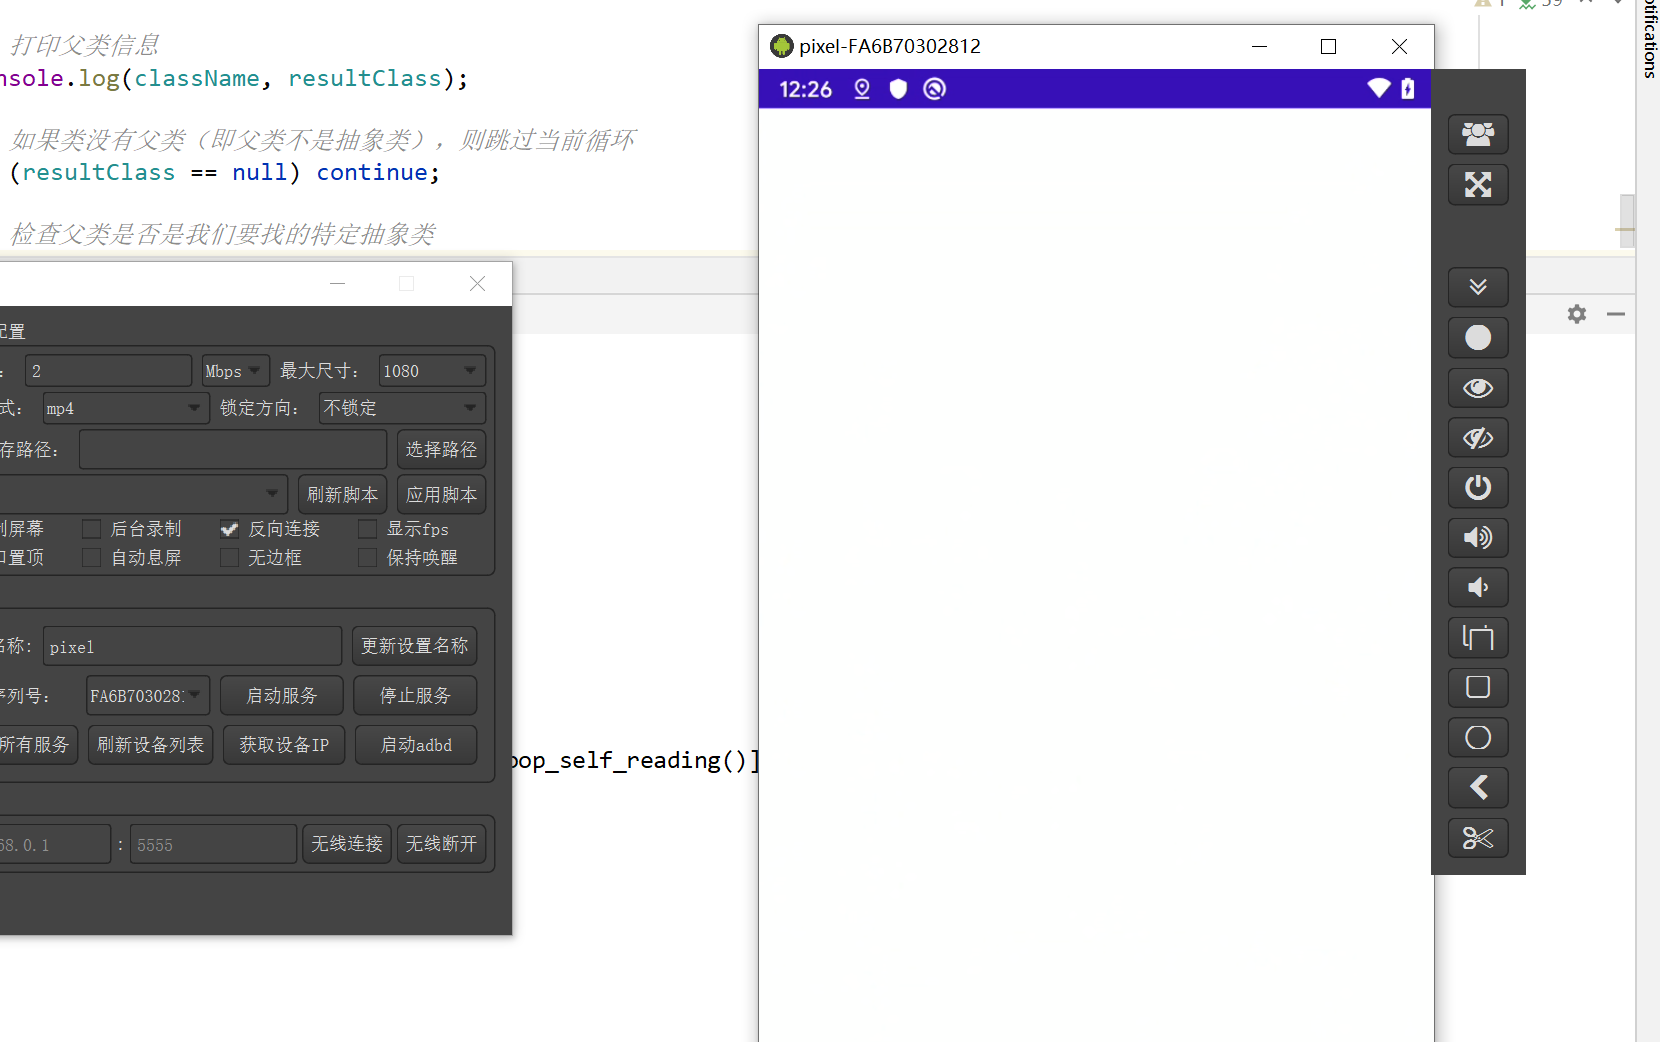 打印父类信息
nsole.log(className, resultClass);
如果类没有父类（即父类不是抽象类），则跳过当前循环
(resultClass == null) continue;
检查父类是否是我们要找的特定抽象类
otifications
pixel-FA6B70302812
12:26
配置
： 2 Mbps 最大尺寸： 1080
式： mp4 锁定方向： 不锁定
存路径： 选择路径
刷新脚本 应用脚本
制屏幕 后台录制 反向连接 显示fps
口置顶 自动息屏 无边框 保持唤醒
名称： pixel 更新设置名称
序列号： FA6B7030281 启动服务 停止服务
所有服务 刷新设备列表 获取设备IP 启动adbd
oop_self_reading()]
68.0.1 : 5555 无线连接 无线断开